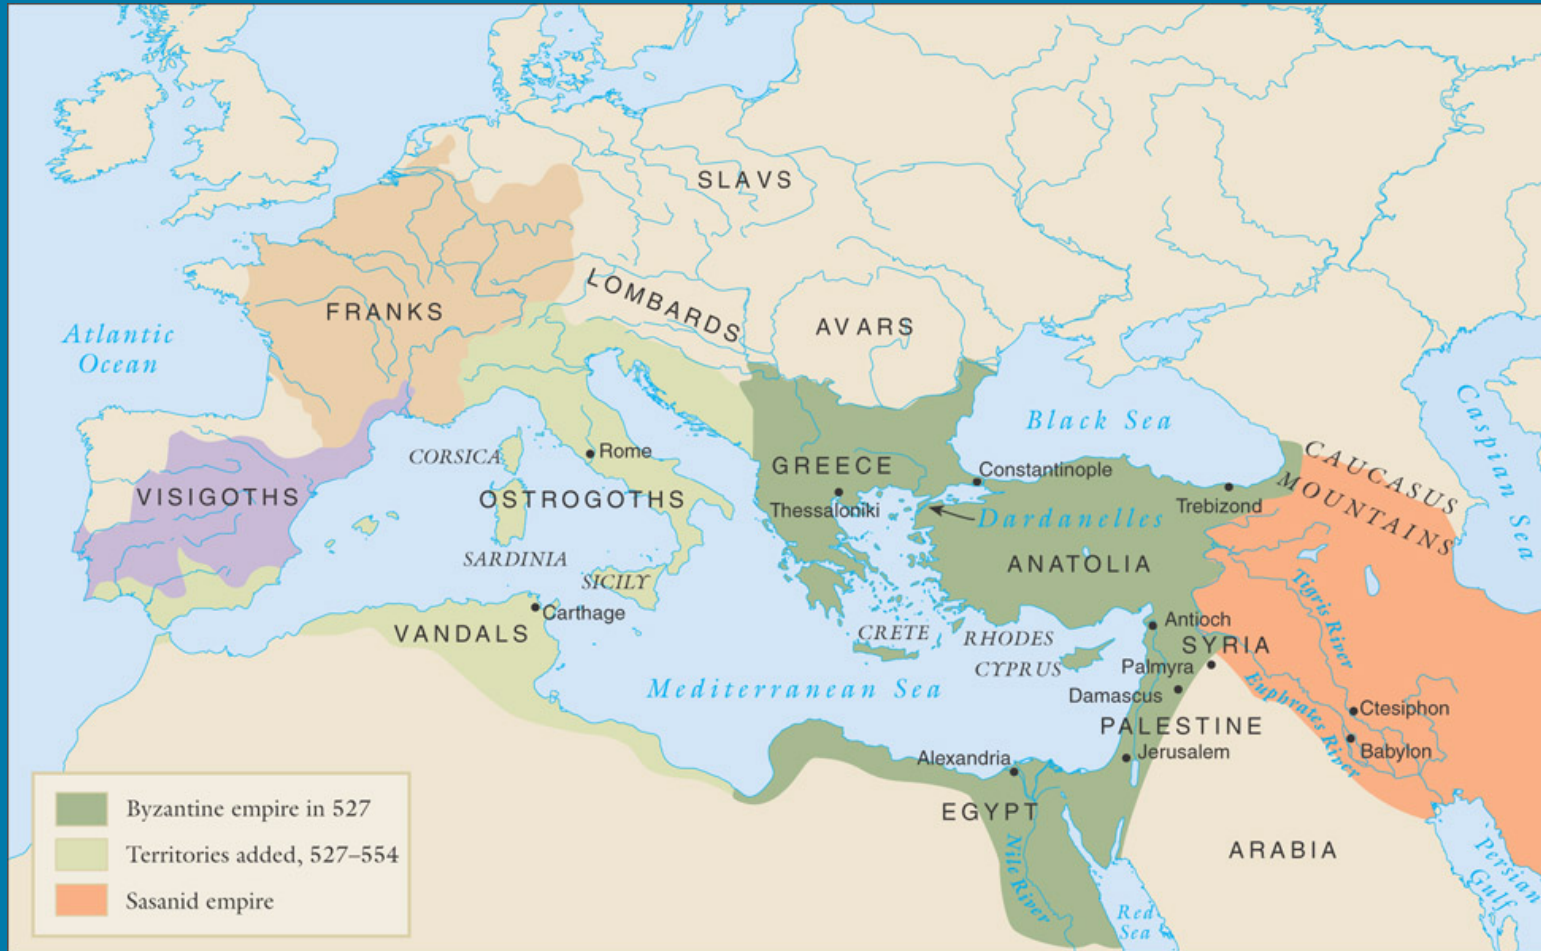 SLAVS
LOMBARDS
AVARS
FRANKS
Atlantic
Ocean
Black Sea
Caspian Sea
CORSICA
Rome
GREECE
Constantinople
CAUCASUS
MOUNTAINS
VISIGOTHS
OSTROGOTHS
Thessaloniki
Dardanelles
Trebizond
SARDINIA
SICILY
ANATOLIA
Tigris River
Carthage
VANDALS
CRETE
RHODES
CYPRUS
Antioch
SYRIA
Palmyra
Damascus
Mediterranean Sea
Euphrates River
Ctesiphon
PALESTINE
Babylon
Alexandria
Jerusalem
EGYPT
Nile River
ARABIA
Persian
Gulf
Red
Sea
Byzantine empire in 527
Territories added, 527–554
Sasanid empire